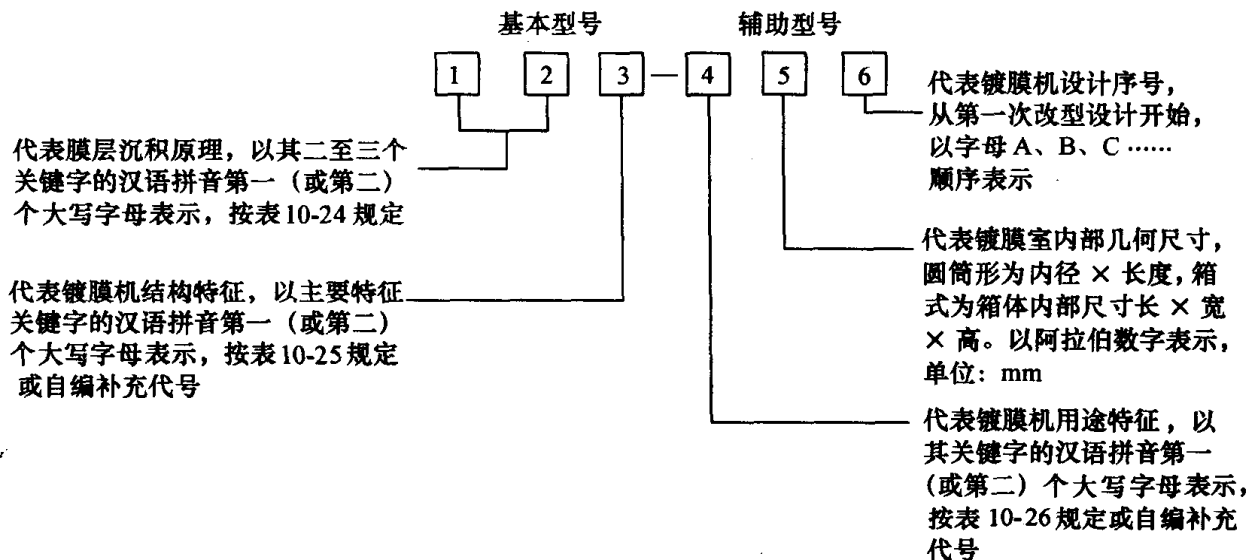 基本型号 辅助型号
1 2 3 — 4 5 6
代表镀膜机设计序号，
从第一次改型设计开始，
以字母 A、B、C ……
顺序表示
代表膜层沉积原理，以其二至三个
关键字的汉语拼音第一（或第二）
个大写字母表示，按表10-24 规定
代表镀膜室内部几何尺寸，
圆筒形为内径 × 长度，箱
式为箱体内部尺寸长 × 宽
× 高。以阿拉伯数字表示，
单位：mm
代表镀膜机结构特征，以主要特征
关键字的汉语拼音第一（或第二）
个大写字母表示，按表10-25规定
或自编补充代号
代表镀膜机用途特征，以
其关键字的汉语拼音第一
（或第二）个大写字母表示，
按表 10-26规定或自编补充
代号